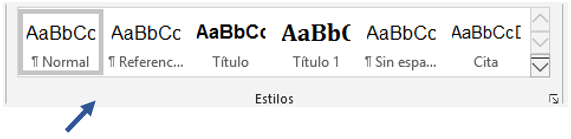 AaBbCc AaBbCc AaBbCc AaBb( AaBbCc AaBbC[
¶ Normal ¶ Referenc... Título Título 1 ¶ Sin espa... Cita
Estilos